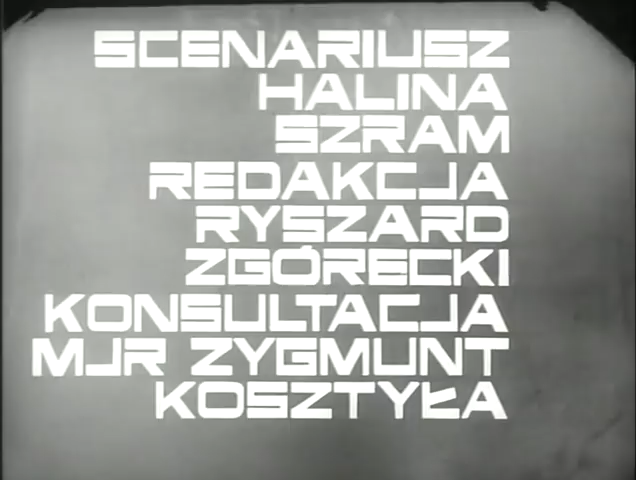 SCENARIUSZ
HALINA
SZRAM
REDAKCJA
RYSZARD
ZGÓRECKI
KONSULTACJA
MJR ZYGMUNT
KOSZTYŁA